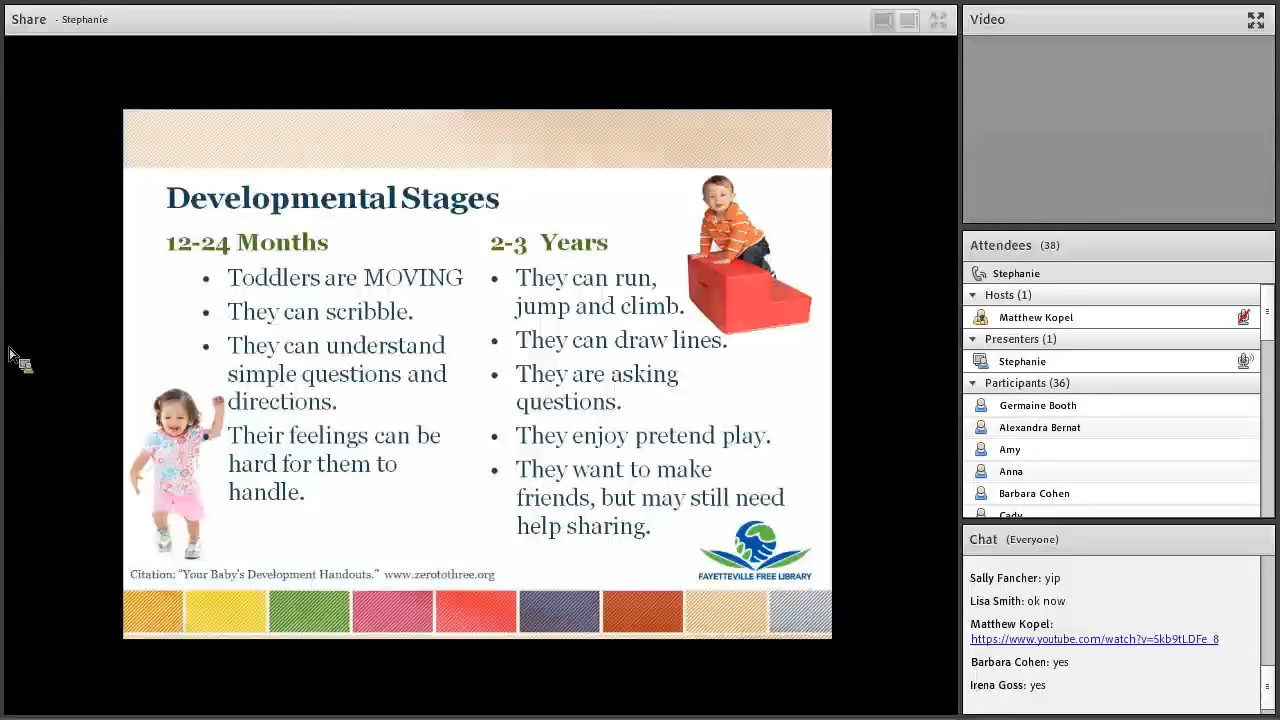 Share - Stephanie
Developmental Stages
12-24 Months
• Toddlers are MOVING
• They can scribble.
• They can understand
simple questions and
directions.
• Their feelings can be
hard for them to
handle.
2-3 Years
• They can run,
jump and climb.
• They can draw lines.
• They are asking
questions.
• They enjoy pretend play.
• They want to make
friends, but may still need
help sharing.
FAYETTEVILLE FREE LIBRARY
Citation: “Your Baby’s Development Handouts.” www.zerotothree.org
Video
Attendees (38)
Stephanie
Hosts (1)
Matthew Kopel
Presenters (1)
Stephanie
Participants (36)
Germaine Booth
Alexandra Bernat
Amy
Anna
Barbara Cohen
Cady
Chat (Everyone)
Sally Fancher: yip
Lisa Smith: ok now
Matthew Kopel:
https://www.youtube.com/watch?v=5kb9tLDFe_8
Barbara Cohen: yes
Irena Goss: yes